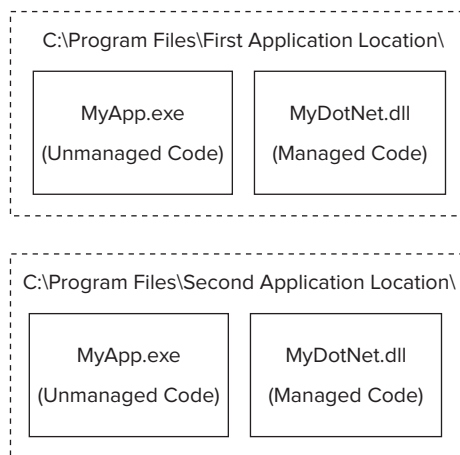 C:\Program Files\First Application Location\
MyApp.exe
(Unmanaged Code)
MyDotNet.dll
(Managed Code)
C:\Program Files\Second Application Location\
MyApp.exe
(Unmanaged Code)
MyDotNet.dll
(Managed Code)